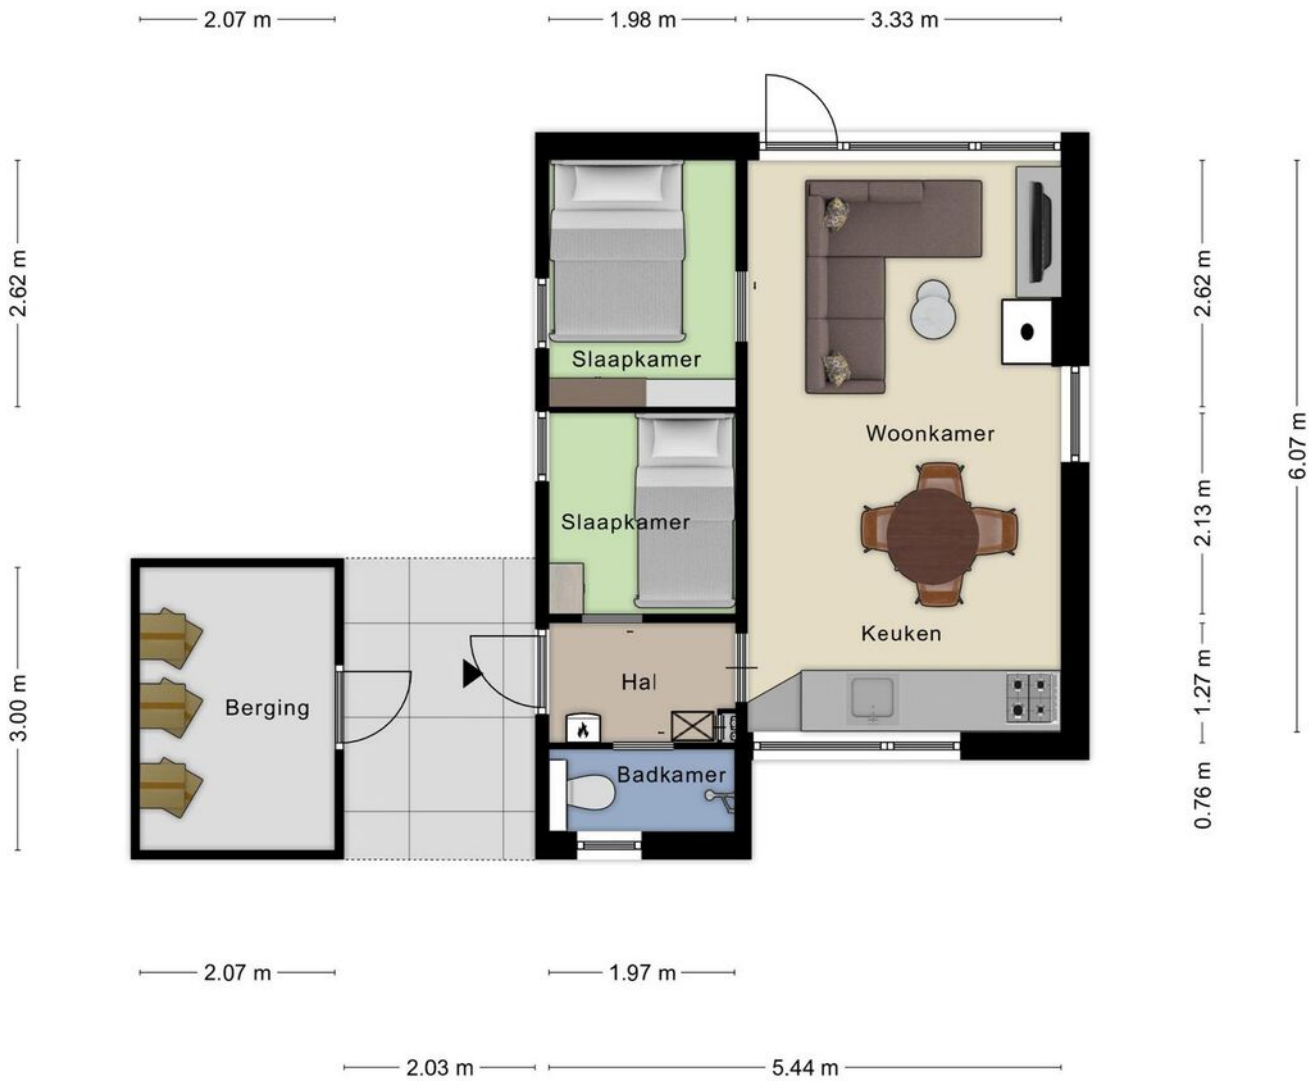 2.07 m
1.98 m
3.33 m
2.62 m
2.62 m
Slaapkamer
Woonkamer
6.07 m
2.13 m
Slaapkamer
Keuken
Hal
1.27 m
3.00 m
Berging
Badkamer
0.76 m
2.07 m
1.97 m
2.03 m
5.44 m